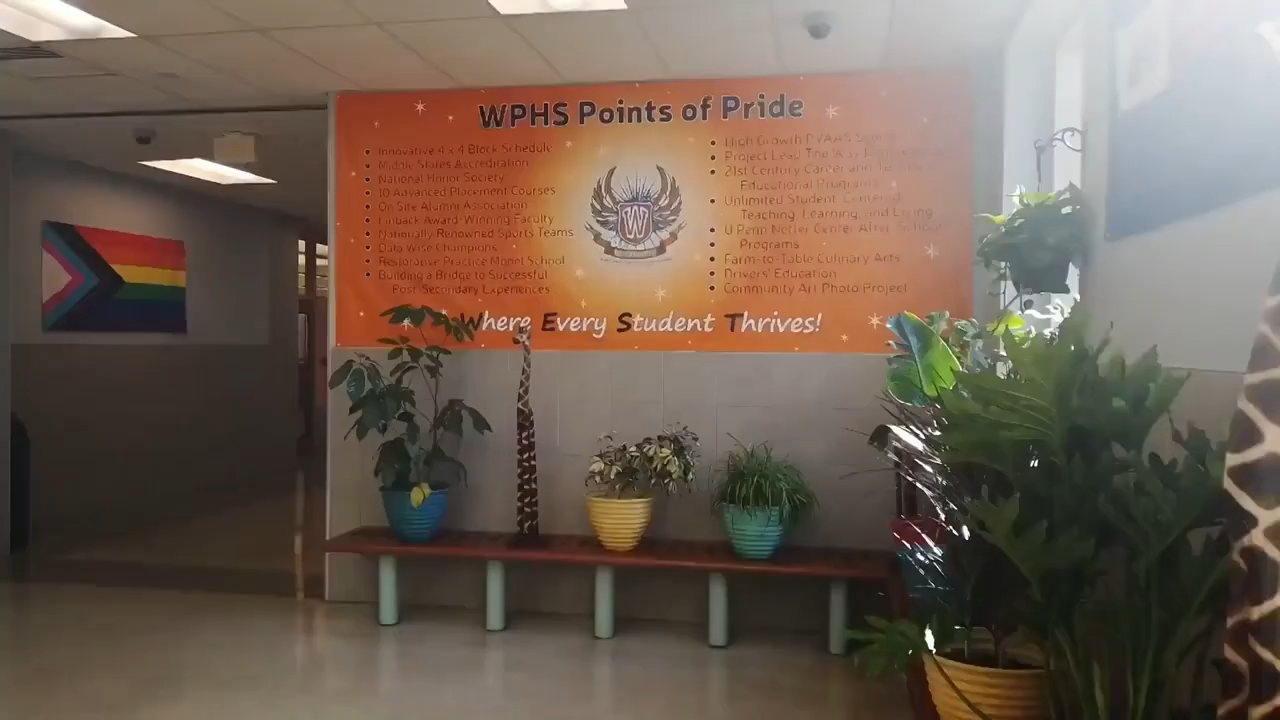 WPHS Points of Pride
Innovative 4 x 4 Block Schedule
Middle States Accreditation
National Honor Society
10 Advanced Placement Courses
On Site Alumni Association
Linback Award-Winning Faculty
Nationally Renowned Sports Teams
Data Wise Champions
Restorative Practice Model School
Building a Bridge to Successful
Post-Secondary Experiences
High Growth PVAAS
Project Lead The Way
21st Century Career and
Educational Programs
Unlimited Student-Centered
Teaching, Learning, and Living
U Penn Netter Center After-School
Programs
Farm-to-Table Culinary Arts
Drivers' Education
Community Art Photo Project
W
Where Every Student Thrives!